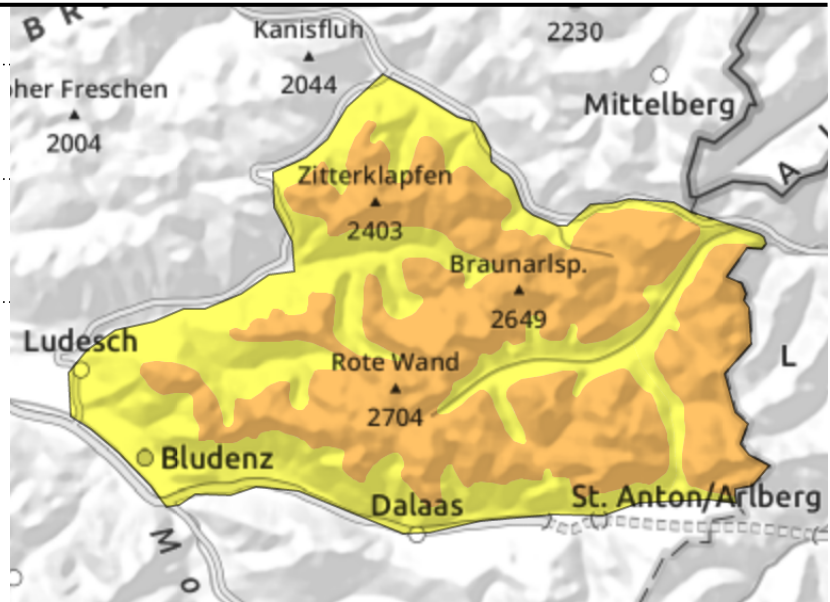 B R
Kanisfluh
2044
2230
her Freschen
2004
Mittelberg
A L
Zitterklapfen
2403
Braunarlsp.
2649
Ludesch
Rote Wand
2704
L
Bludenz
Dalaas
St. Anton/Arlberg
M o